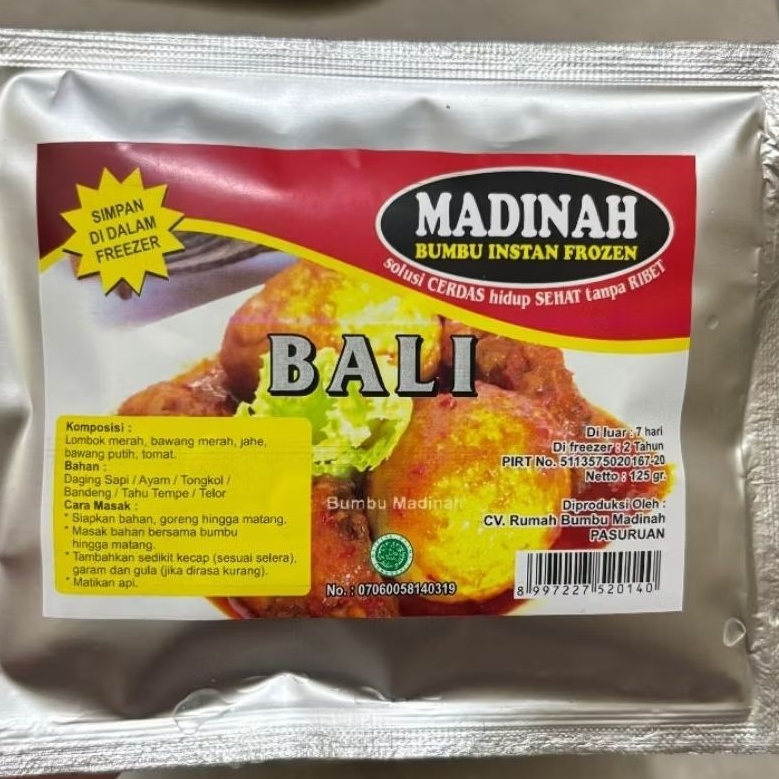 SIMPAN
DI DALAM
FREEZER
MADINAH
BUMBU INSTAN FROZEN
solusi CERDAS hidup SEHAT tanpa RIBET
BALI
Komposisi :
Lombok merah, bawang merah, jahe,
bawang putih, tomat.
Bahan :
Daging Sapi / Ayam / Tongkol /
Bandeng / Tahu Tempe / Telor
Cara Masak :
* Siapkan bahan, goreng hingga matang.
* Masak bahan bersama bumbu
hingga matang.
* Tambahkan sedikit kecap (sesuai selera),
garam dan gula (jika dirasa kurang).
* Matikan api.
Bumbu Madinah
No. : 07060058140319
Di luar : 7 hari
Di freezer : 2 Tahun
PIRT No. 5113575020167-20
Netto : 125 gr.
Diproduksi Oleh :
CV. Rumah Bumbu Madinah
PASURUAN
8 997227 520140